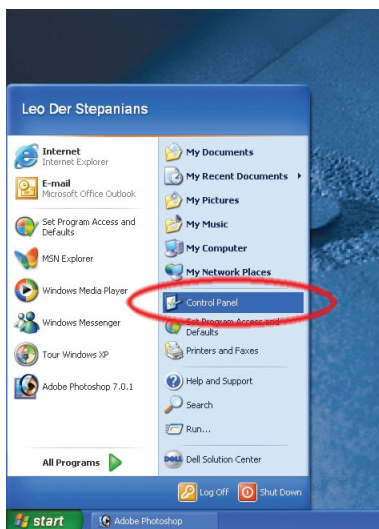 Leo Der Stepanians
Internet
Internet Explorer
E-mail
Microsoft Office Outlook
Set Program Access and
Defaults
MSN Explorer
Windows Media Player
Windows Messenger
Tour Windows XP
Adobe Photoshop 7.0.1
All Programs
My Documents
My Recent Documents
My Pictures
My Music
My Computer
My Network Places
Control Panel
Set Program Access and
Defaults
Printers and Faxes
Help and Support
Search
Run...
DELL Dell Solution Center
Log Off Shut Down
start Adobe Photoshop